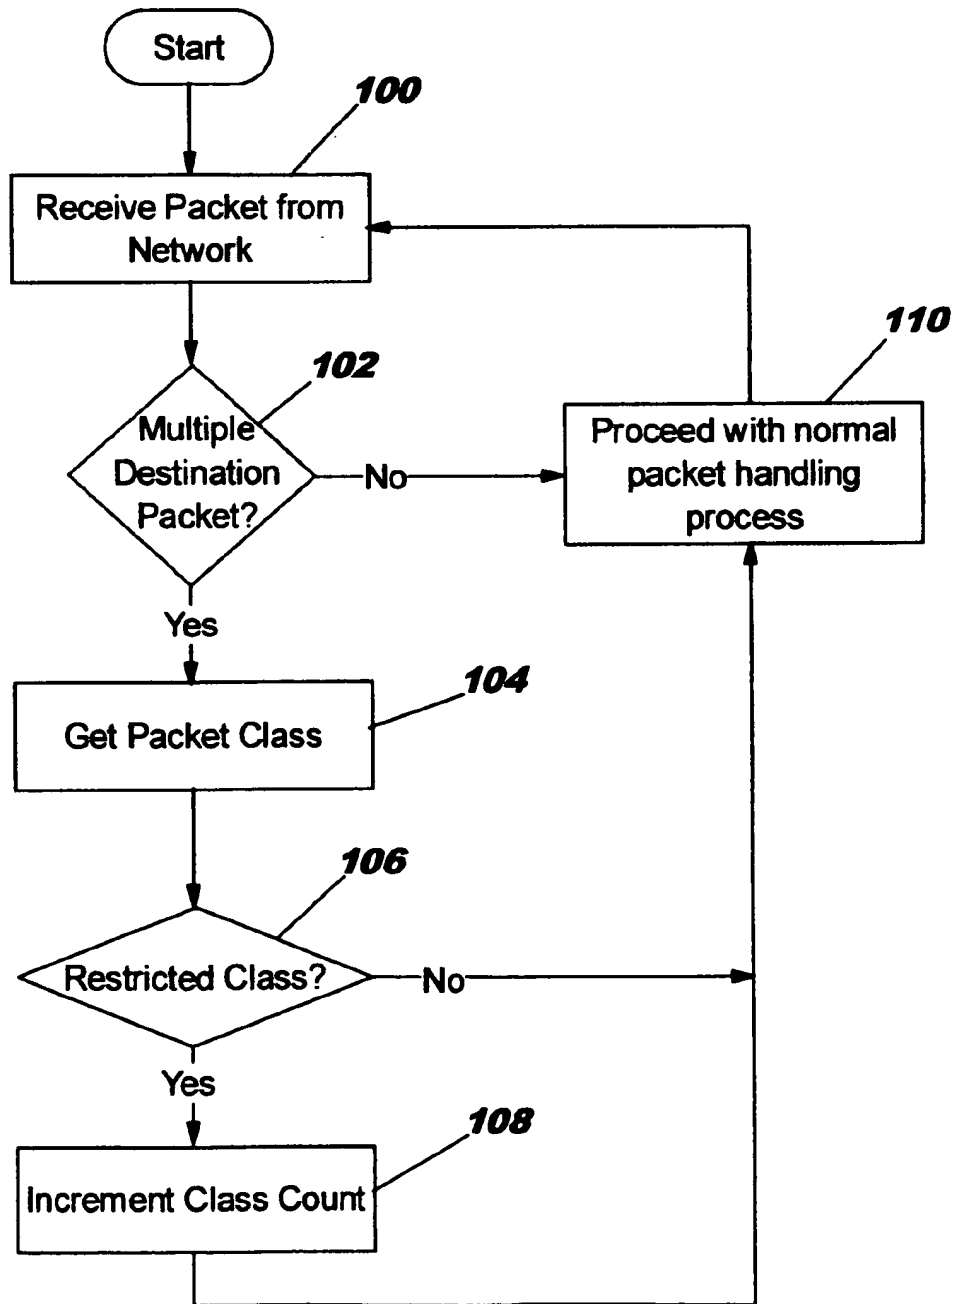 Start
100
Receive Packet from
Network
102
Multiple
Destination
Packet?
No
110
Proceed with normal
packet handling
process
Yes
104
Get Packet Class
106
Restricted Class?
No
Yes
108
Increment Class Count